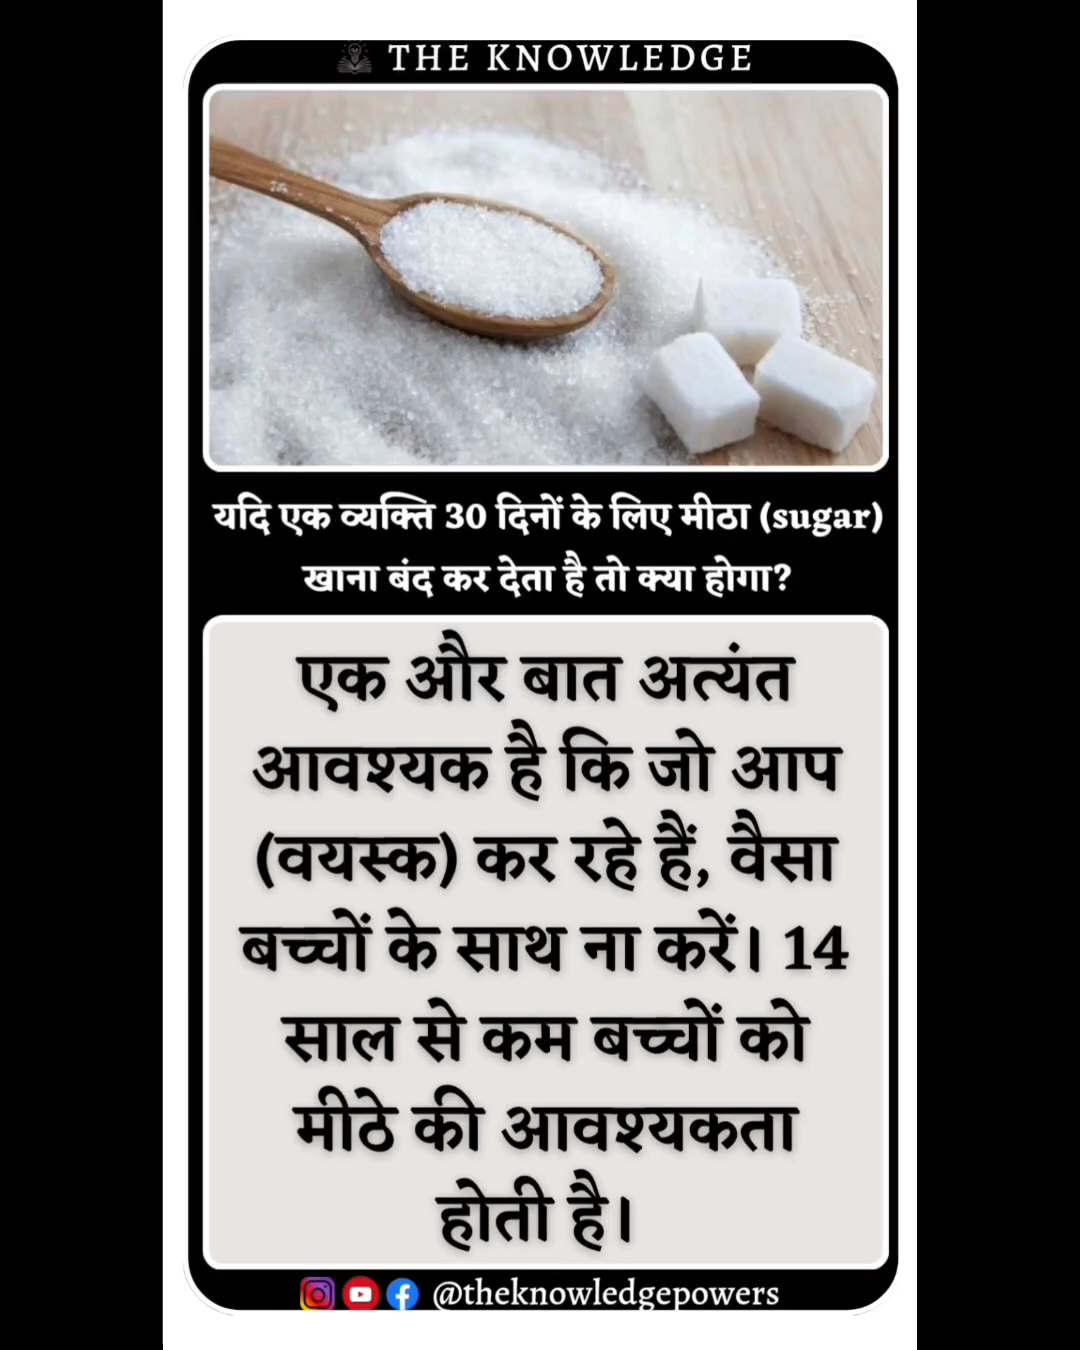 THE KNOWLEDGE
यदि एक व्यक्ति 30 दिनों के लिए मीठा (sugar)
खाना बंद कर देता है तो क्या होगा?
एक और बात अत्यंत
आवश्यक है कि जो आप
(वयस्क) कर रहे हैं, वैसा
बच्चों के साथ ना करें। 14
साल से कम बच्चों को
मीठे की आवश्यकता
होती है।
@theknowledgepowers